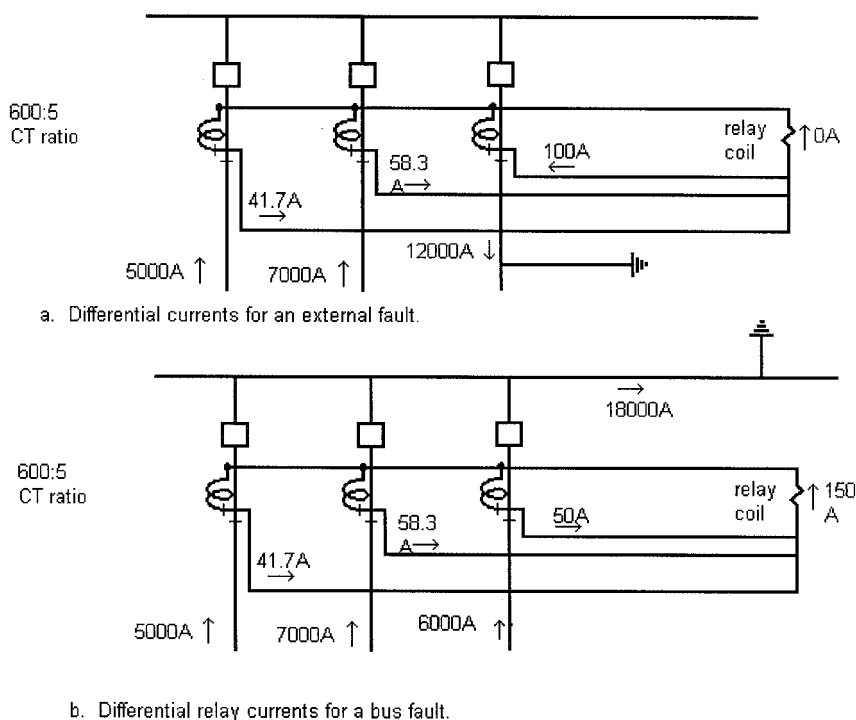 600:5
CT ratio
relay
coil
0A
100A
58.3
A
41.7A
12000A
5000A
7000A
a. Differential currents for an external fault.
18000A
600:5
CT ratio
relay
coil
150
A
50A
58.3
A
41.7A
5000A
7000A
6000A
b. Differential relay currents for a bus fault.